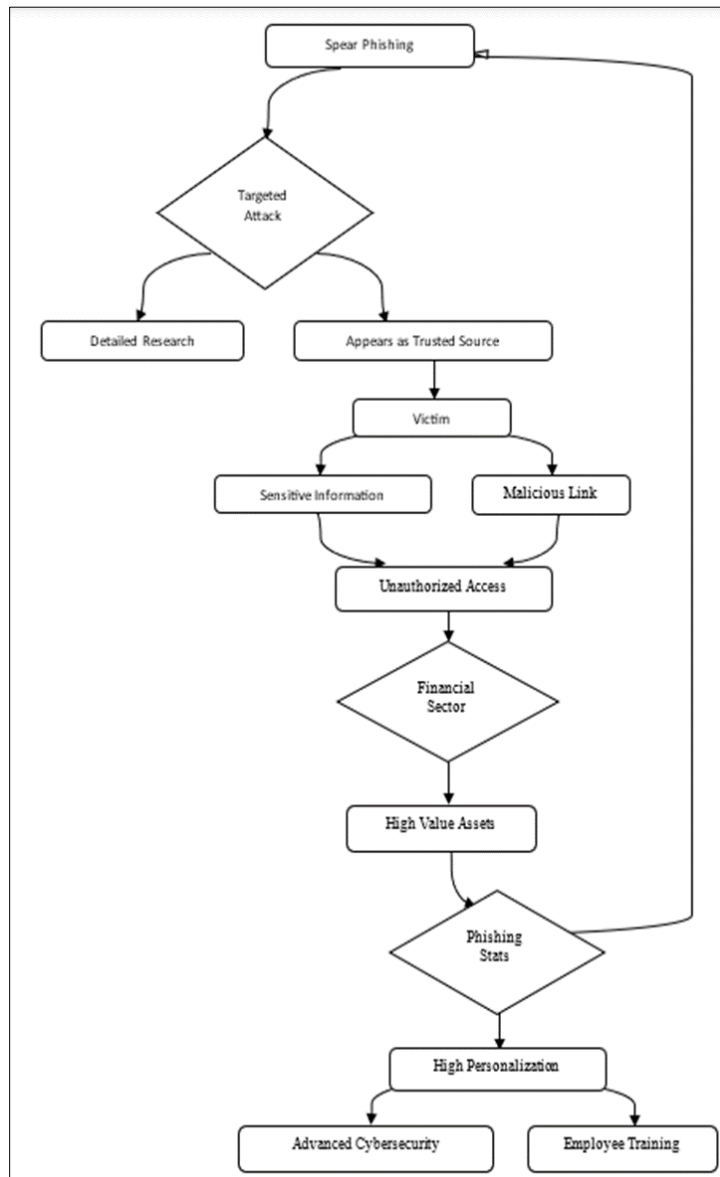 Spear Phishing
Targeted
Attack
Detailed Research
Appears as Trusted Source
Victim
Sensitive Information
Malicious Link
Unauthorized Access
Financial
Sector
High Value Assets
Phishing
Stats
High Personalization
Advanced Cybersecurity
Employee Training